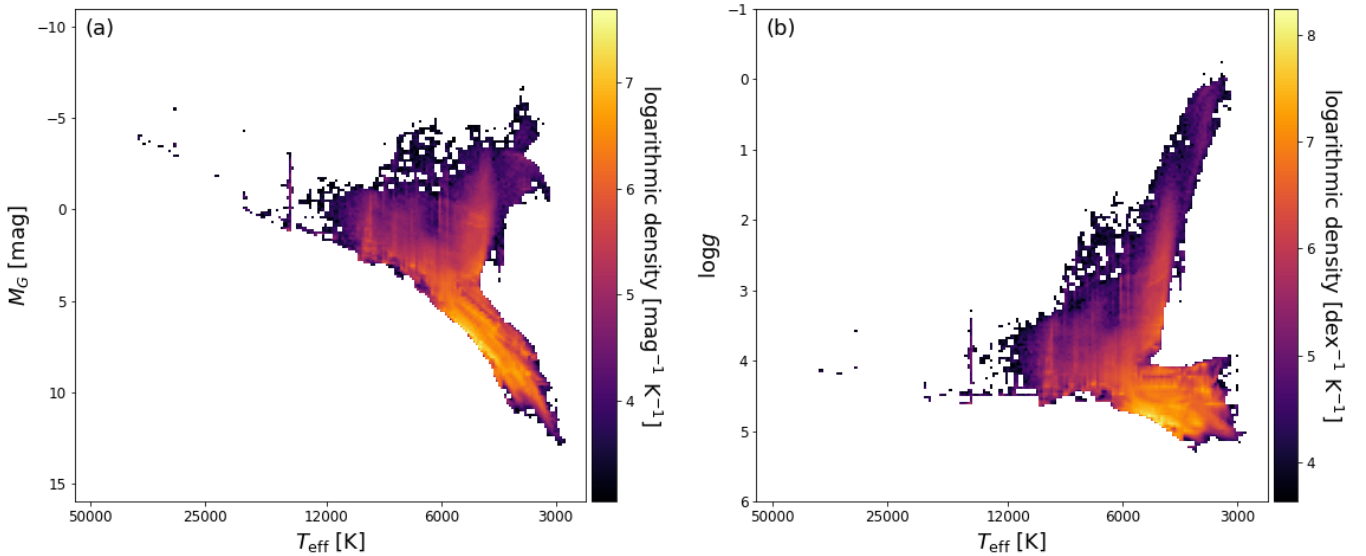 (a)
−10
−5
0
5
10
15
M_G [mag]
50000 25000 12000 6000 3000
T_eff [K]
7
6
5
4
logarithmic density [mag⁻¹ K⁻¹]
(b)
−1
0
1
2
3
4
5
6
logg
50000 25000 12000 6000 3000
T_eff [K]
8
7
6
5
4
logarithmic density [dex⁻¹ K⁻¹]